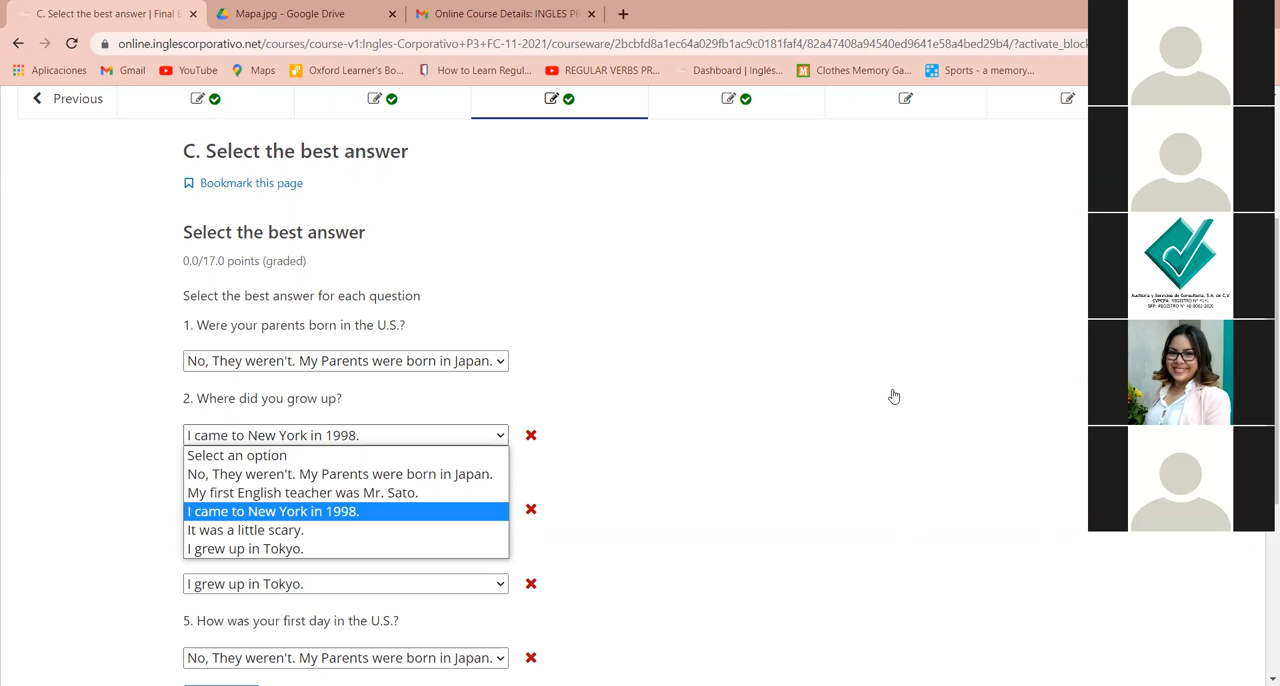 C. Select the best answer | Final E
Mapa.jpg - Google Drive
Online Course Details: INGLES PR
online.inglescorporativo.net/courses/course-v1:Ingles-Corporativo+P3+FC-11-2021/courseware/2bcbfd8a1ec64a029fb1ac9c0181faf4/82a47408a94540ed9641e58a4bed29b4/?activate_block
Aplicaciones
Gmail
YouTube
Maps
Oxford Learner's Bo...
How to Learn Regul...
REGULAR VERBS PR...
Dashboard | Inglés...
Clothes Memory Ga...
Sports - a memory...
Previous
C. Select the best answer
Bookmark this page
Select the best answer
0.0/17.0 points (graded)
Select the best answer for each question
1. Were your parents born in the U.S.?
No, They weren't. My Parents were born in Japan.
2. Where did you grow up?
I came to New York in 1998.
Select an option
No, They weren't. My Parents were born in Japan.
My first English teacher was Mr. Sato.
I came to New York in 1998.
It was a little scary.
I grew up in Tokyo.
I grew up in Tokyo.
5. How was your first day in the U.S.?
No, They weren't. My Parents were born in Japan.
Auditoría y Servicios de Consultoría, S.A. de C.V.